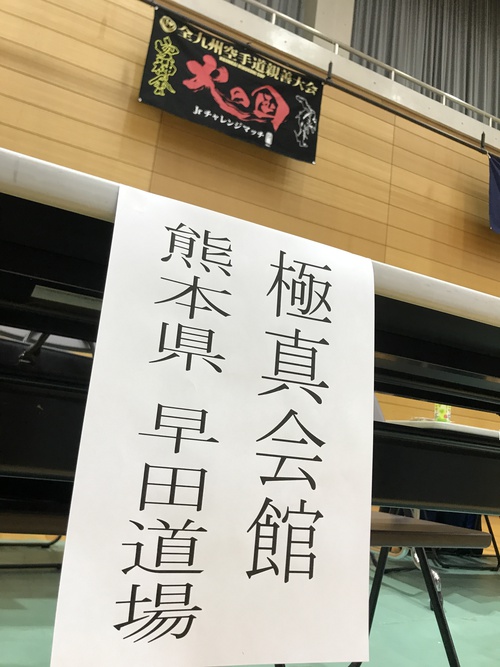 全九州空手道親善大会
火の国
Jrチャレンジマッチ
極真会館
熊本県 早田道場